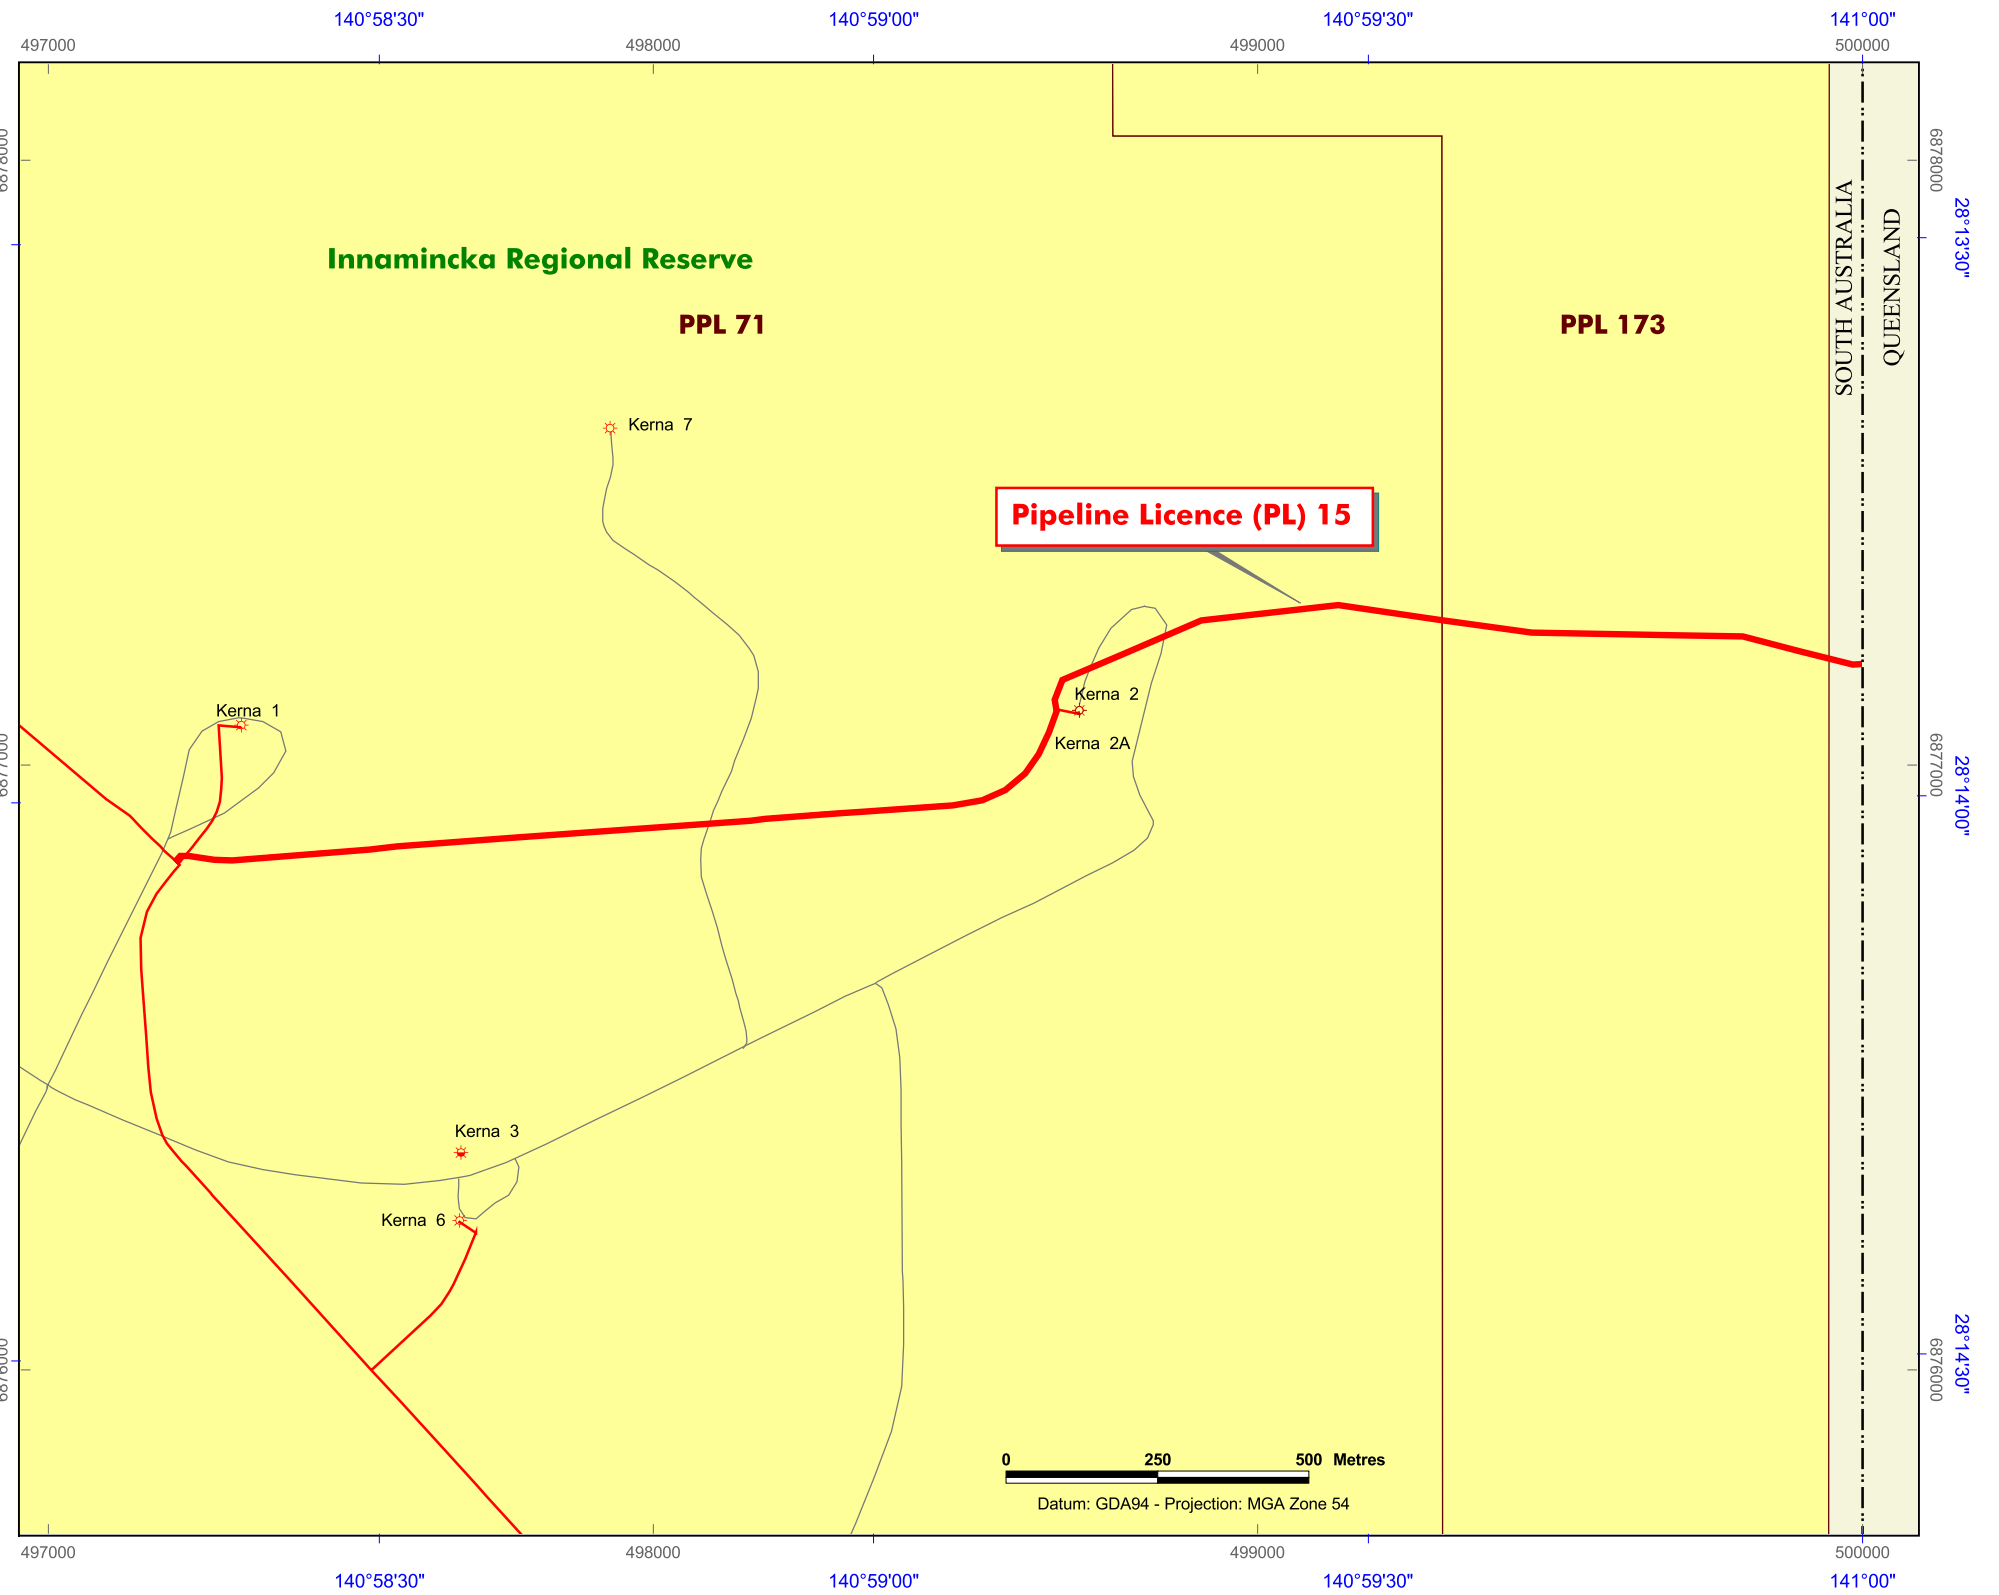 140°58'30" 140°59'00" 140°59'30" 141°00"
497000 498000 499000 500000
6878000 6878000
28°13'30"
SOUTH AUSTRALIA
QUEENSLAND
Innamincka Regional Reserve
PPL 71 PPL 173
Kerna 7
Pipeline Licence (PL) 15
Kerna 2
Kerna 1
Kerna 2A
6877000 6877000
28°14'00"
Kerna 3
Kerna 6
6876000 6876000
28°14'30"
0 250 500 Metres
Datum: GDA94 - Projection: MGA Zone 54
497000 498000 499000 500000
140°58'30" 140°59'00" 140°59'30" 141°00"